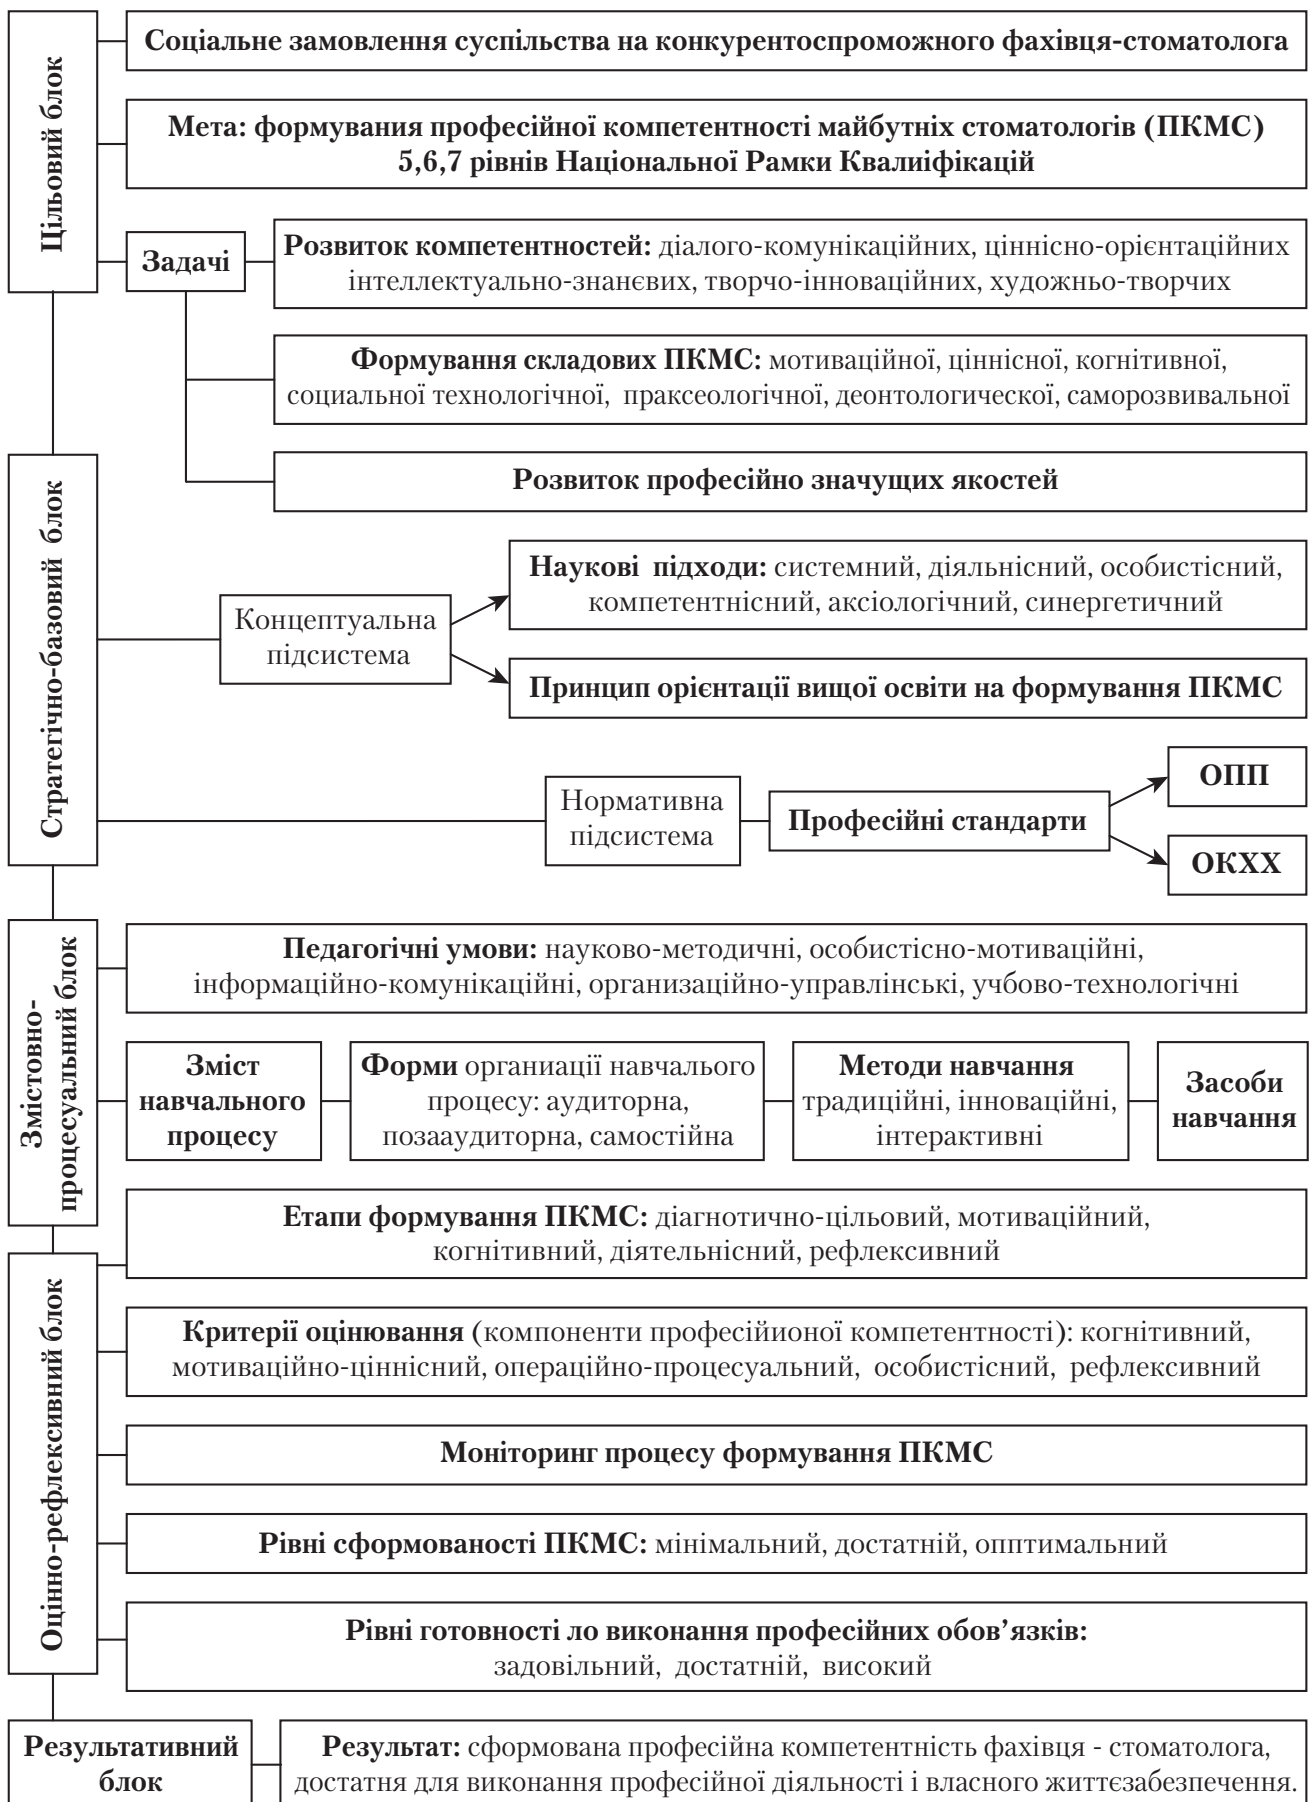 Цільовий блок
Соціальне замовлення суспільства на конкурентоспроможного фахівця-стоматолога
Мета: формувания професійної компетентності майбутніх стоматологів (ПКМС)
5,6,7 рівнів Національної Рамки Квалиіфікацій
Задачі
Розвиток компетентностей: діалого-комунікаційних, ціннісно-орієнтаційних
інтеллектуально-знанєвих, творчо-інноваційних, художньо-творчих
Формування складових ПКМС: мотиваційної, ціннісної, когнітивної,
социальної технологічної, праксеологічної, деонтологической, саморозвивальної
Розвиток професійно значущих якостей
Стратегічно-базовий блок
Концептуальна
підсистема
Наукові підходи: системний, діяльнісний, особистісний,
компетентнісний, аксіологічний, синергетичний
Принцип орієнтації вищої освіти на формування ПКМС
Нормативна
підсистема
Професійні стандарти
ОПП
ОКХХ
Змістовно-
процесуальний блок
Педагогічні умови: науково-методичні, особистісно-мотиваційні,
інформаційно-комунікаційні, организаційно-управлінські, учбово-технологічні
Зміст
навчального
процесу
Форми органиації навчального
процесу: аудиторна,
позааудиторна, самостійна
Методи навчання
традиційні, інноваційні,
інтерактивні
Засоби
навчання
Етапи формування ПКМС: діагнотично-цільовий, мотиваційний,
когнітивний, діятельнісний, рефлексивний
Оцінно-рефлексивний блок
Критерії оцінювання (компоненти професійионої компетентності): когнітивний,
мотиваційно-ціннісний, операційно-процесуальний, особистісний, рефлексивний
Моніторинг процесу формування ПКМС
Рівні сформованості ПКМС: мінімальний, достатній, опптимальний
Рівні готовності ло виконання професійних обов’язків:
задовільний, достатній, високий
Результативний
блок
Результат: сформована професійна компетентність фахівця - стоматолога,
достатня для виконання професійної діяльності і власного життєзабезпечення.